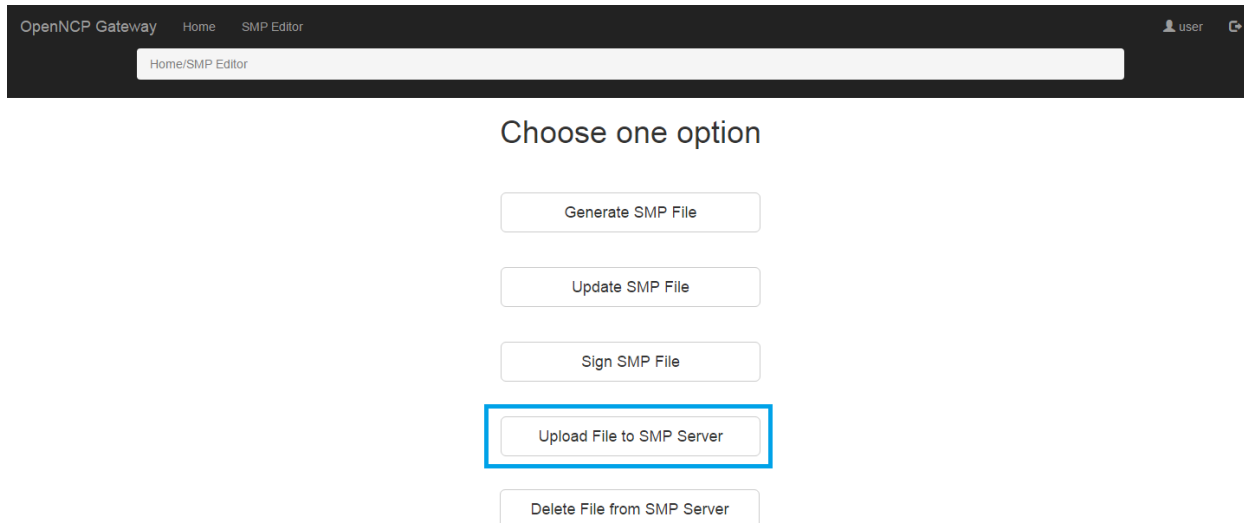 OpenNCP Gateway Home SMP Editor user
Home/SMP Editor
Choose one option
Generate SMP File
Update SMP File
Sign SMP File
Upload File to SMP Server
Delete File from SMP Server